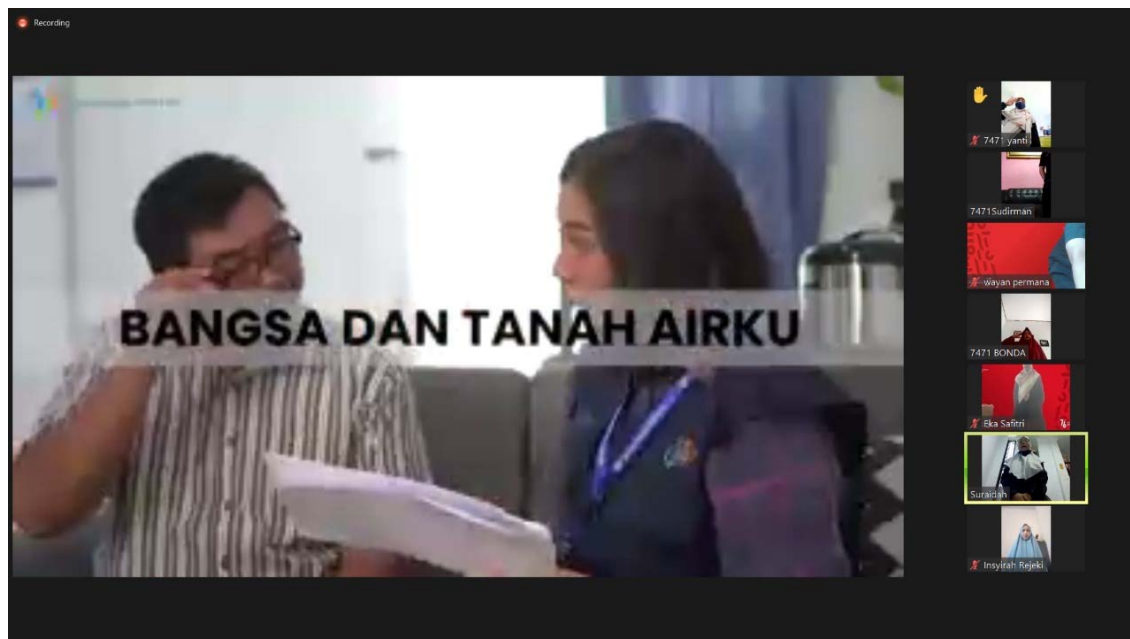 Recording
BANGSA DAN TANAH AIRKU
7471 yanti
7471Sudirman
wayan permana
7471 BONDA
Eka Safitri
Suraidah
Insyirah Rejeki